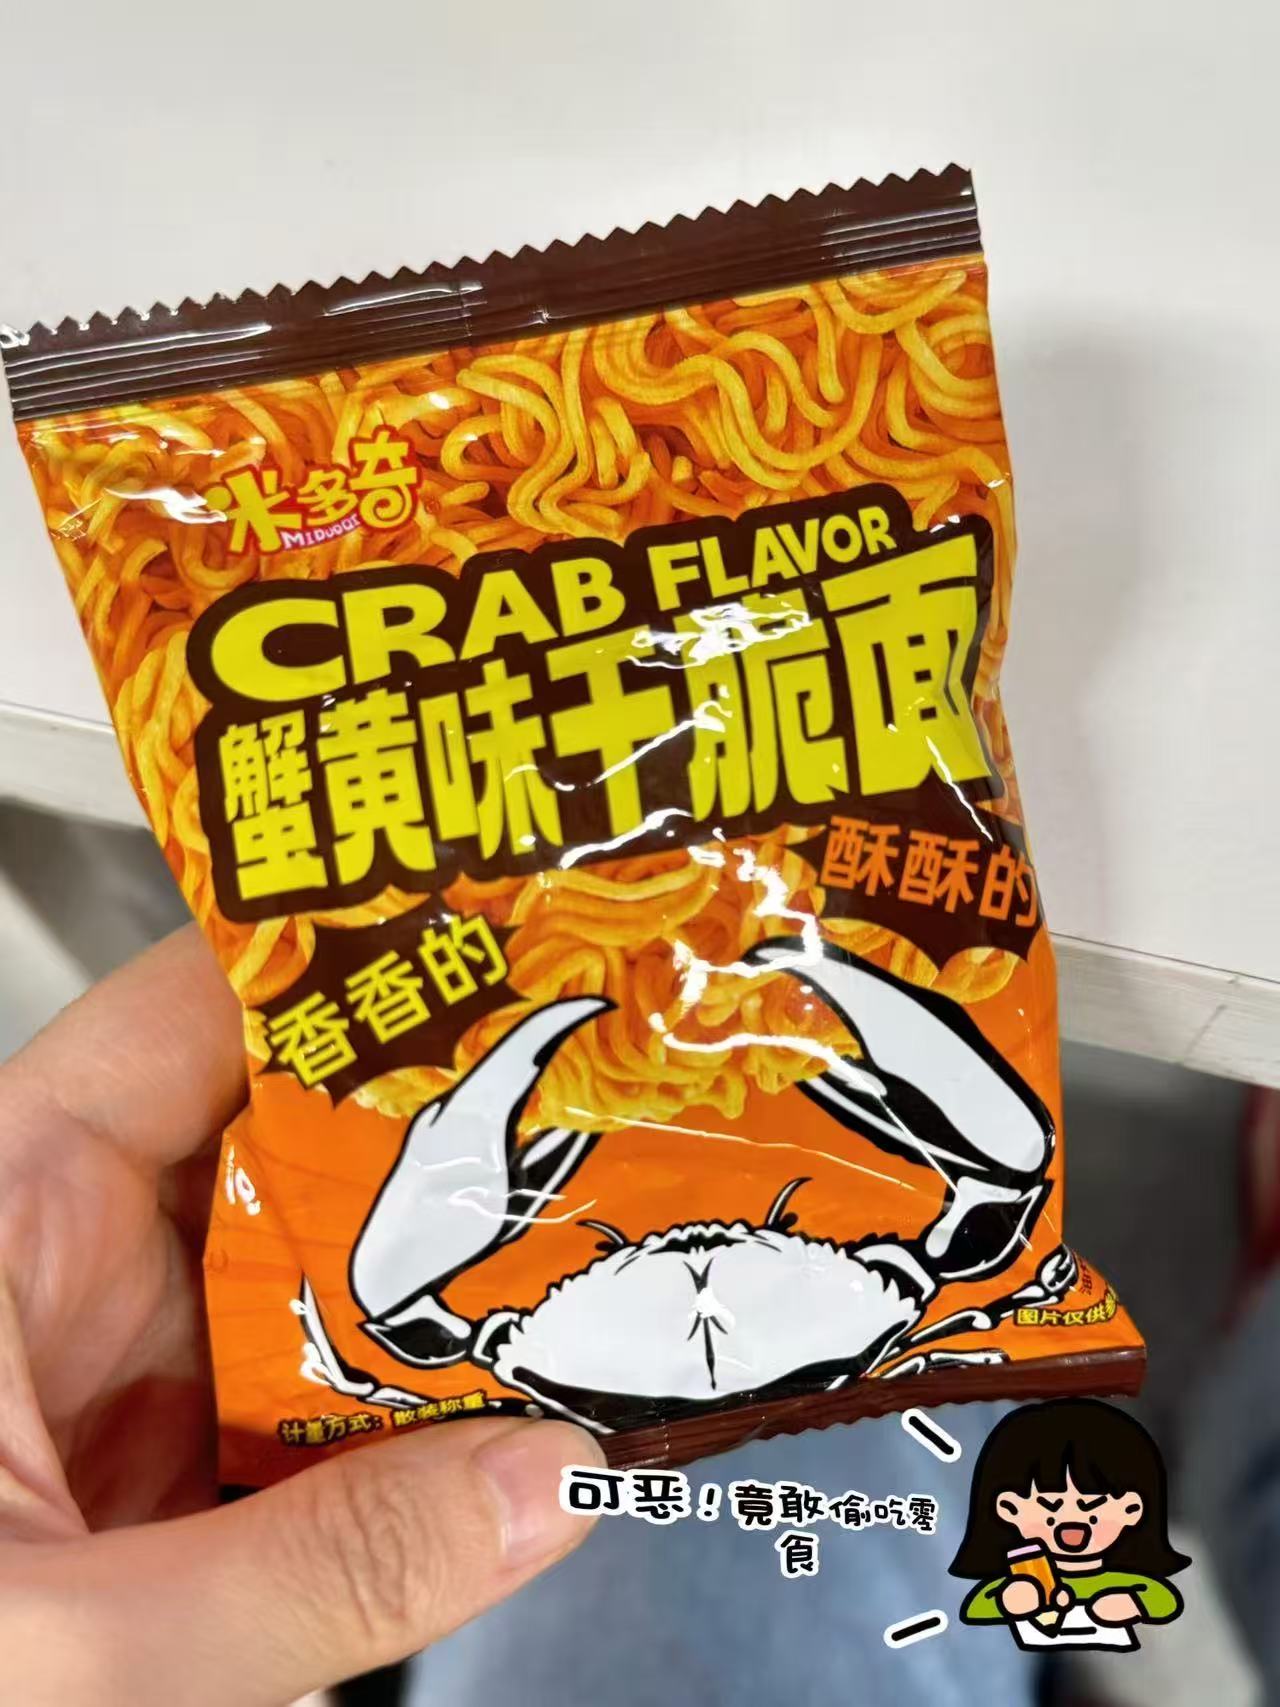 米多奇
MIDUOQI
CRAB FLAVOR
蟹黄味干脆面
酥酥的
香香的
图片仅供
计量方式：散装称重
可恶！竟敢偷吃零
食